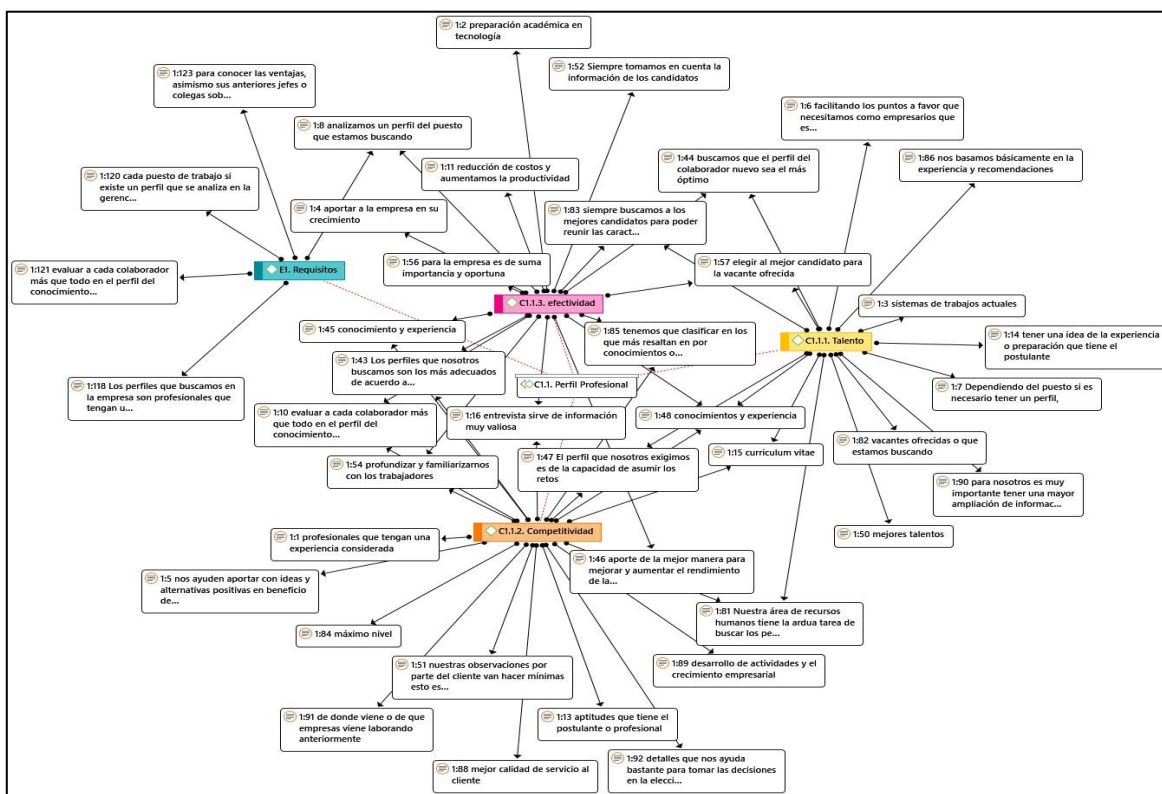 1:2 preparación académica en
tecnología
1:123 para conocer las ventajas,
asimismo sus anteriores jefes o
colegas sob...
1:52 Siempre tomamos en cuenta la
información de los candidatos
1:6 facilitando los puntos a favor que
necesitamos como empresarios que
es...
1:8 analizamos un perfil del puesto
que estamos buscando
1:44 buscamos que el perfil del
colaborador nuevo sea el más
óptimo
1:86 nos basamos básicamente en la
experiencia y recomendaciones
1:11 reducción de costos y
aumentamos la productividad
1:120 cada puesto de trabajo si
existe un perfil que se analiza en la
gerenc...
1:4 aportar a la empresa en su
crecimiento
1:83 siempre buscamos a los
mejores candidatos para poder
reunir las caract...
1:56 para la empresa es de suma
importancia y oportuna
1:57 elegir al mejor candidato para
la vacante ofrecida
1:121 evaluar a cada colaborador
más que todo en el perfil del
conocimiento...
E1. Requisitos
C1.1.3. efectividad
1:3 sistemas de trabajos actuales
1:45 conocimiento y experiencia
1:85 tenemos que clasificar en los
que más resaltan en por
conocimientos o...
C1.1.1. Talento
1:14 tener una idea de la experiencia
o preparación que tiene el
postulante
1:43 Los perfiles que nosotros
buscamos son los más adecuados
de acuerdo a...
C1.1. Perfil Profesional
1:118 Los perfiles que buscamos en
la empresa son profesionales que
tengan u...
1:7 Dependiendo del puesto si es
necesario tener un perfil,
1:10 evaluar a cada colaborador más
que todo en el perfil del
conocimiento...
1:16 entrevista sirve de información
muy valiosa
1:48 conocimientos y experiencia
1:82 vacantes ofrecidas o que
estamos buscando
1:54 profundizar y familiarizarnos
con los trabajadores
1:47 El perfil que nosotros exigimos
es de la capacidad de asumir los
retos
1:15 curriculum vitae
1:90 para nosotros es muy
importante tener una mayor
ampliación de informac...
1:50 mejores talentos
C1.1.2. Competitividad
1:1 profesionales que tengan una
experiencia considerada
1:46 aporte de la mejor manera para
mejorar y aumentar el rendimiento
de la...
1:5 nos ayuden aportar con ideas y
alternativas positivas en beneficio
de...
1:81 Nuestra área de recursos
humanos tiene la ardua tarea de
buscar los pe...
1:84 máximo nivel
1:51 nuestras observaciones por
parte del cliente van hacer mínimas
esto es...
1:89 desarrollo de actividades y el
crecimiento empresarial
1:91 de donde viene o de que
empresas viene laborando
anteriormente
1:13 aptitudes que tiene el
postulante o profesional
1:88 mejor calidad de servicio al
cliente
1:92 detalles que nos ayuda
bastante para tomar las decisiones
en la elecci...